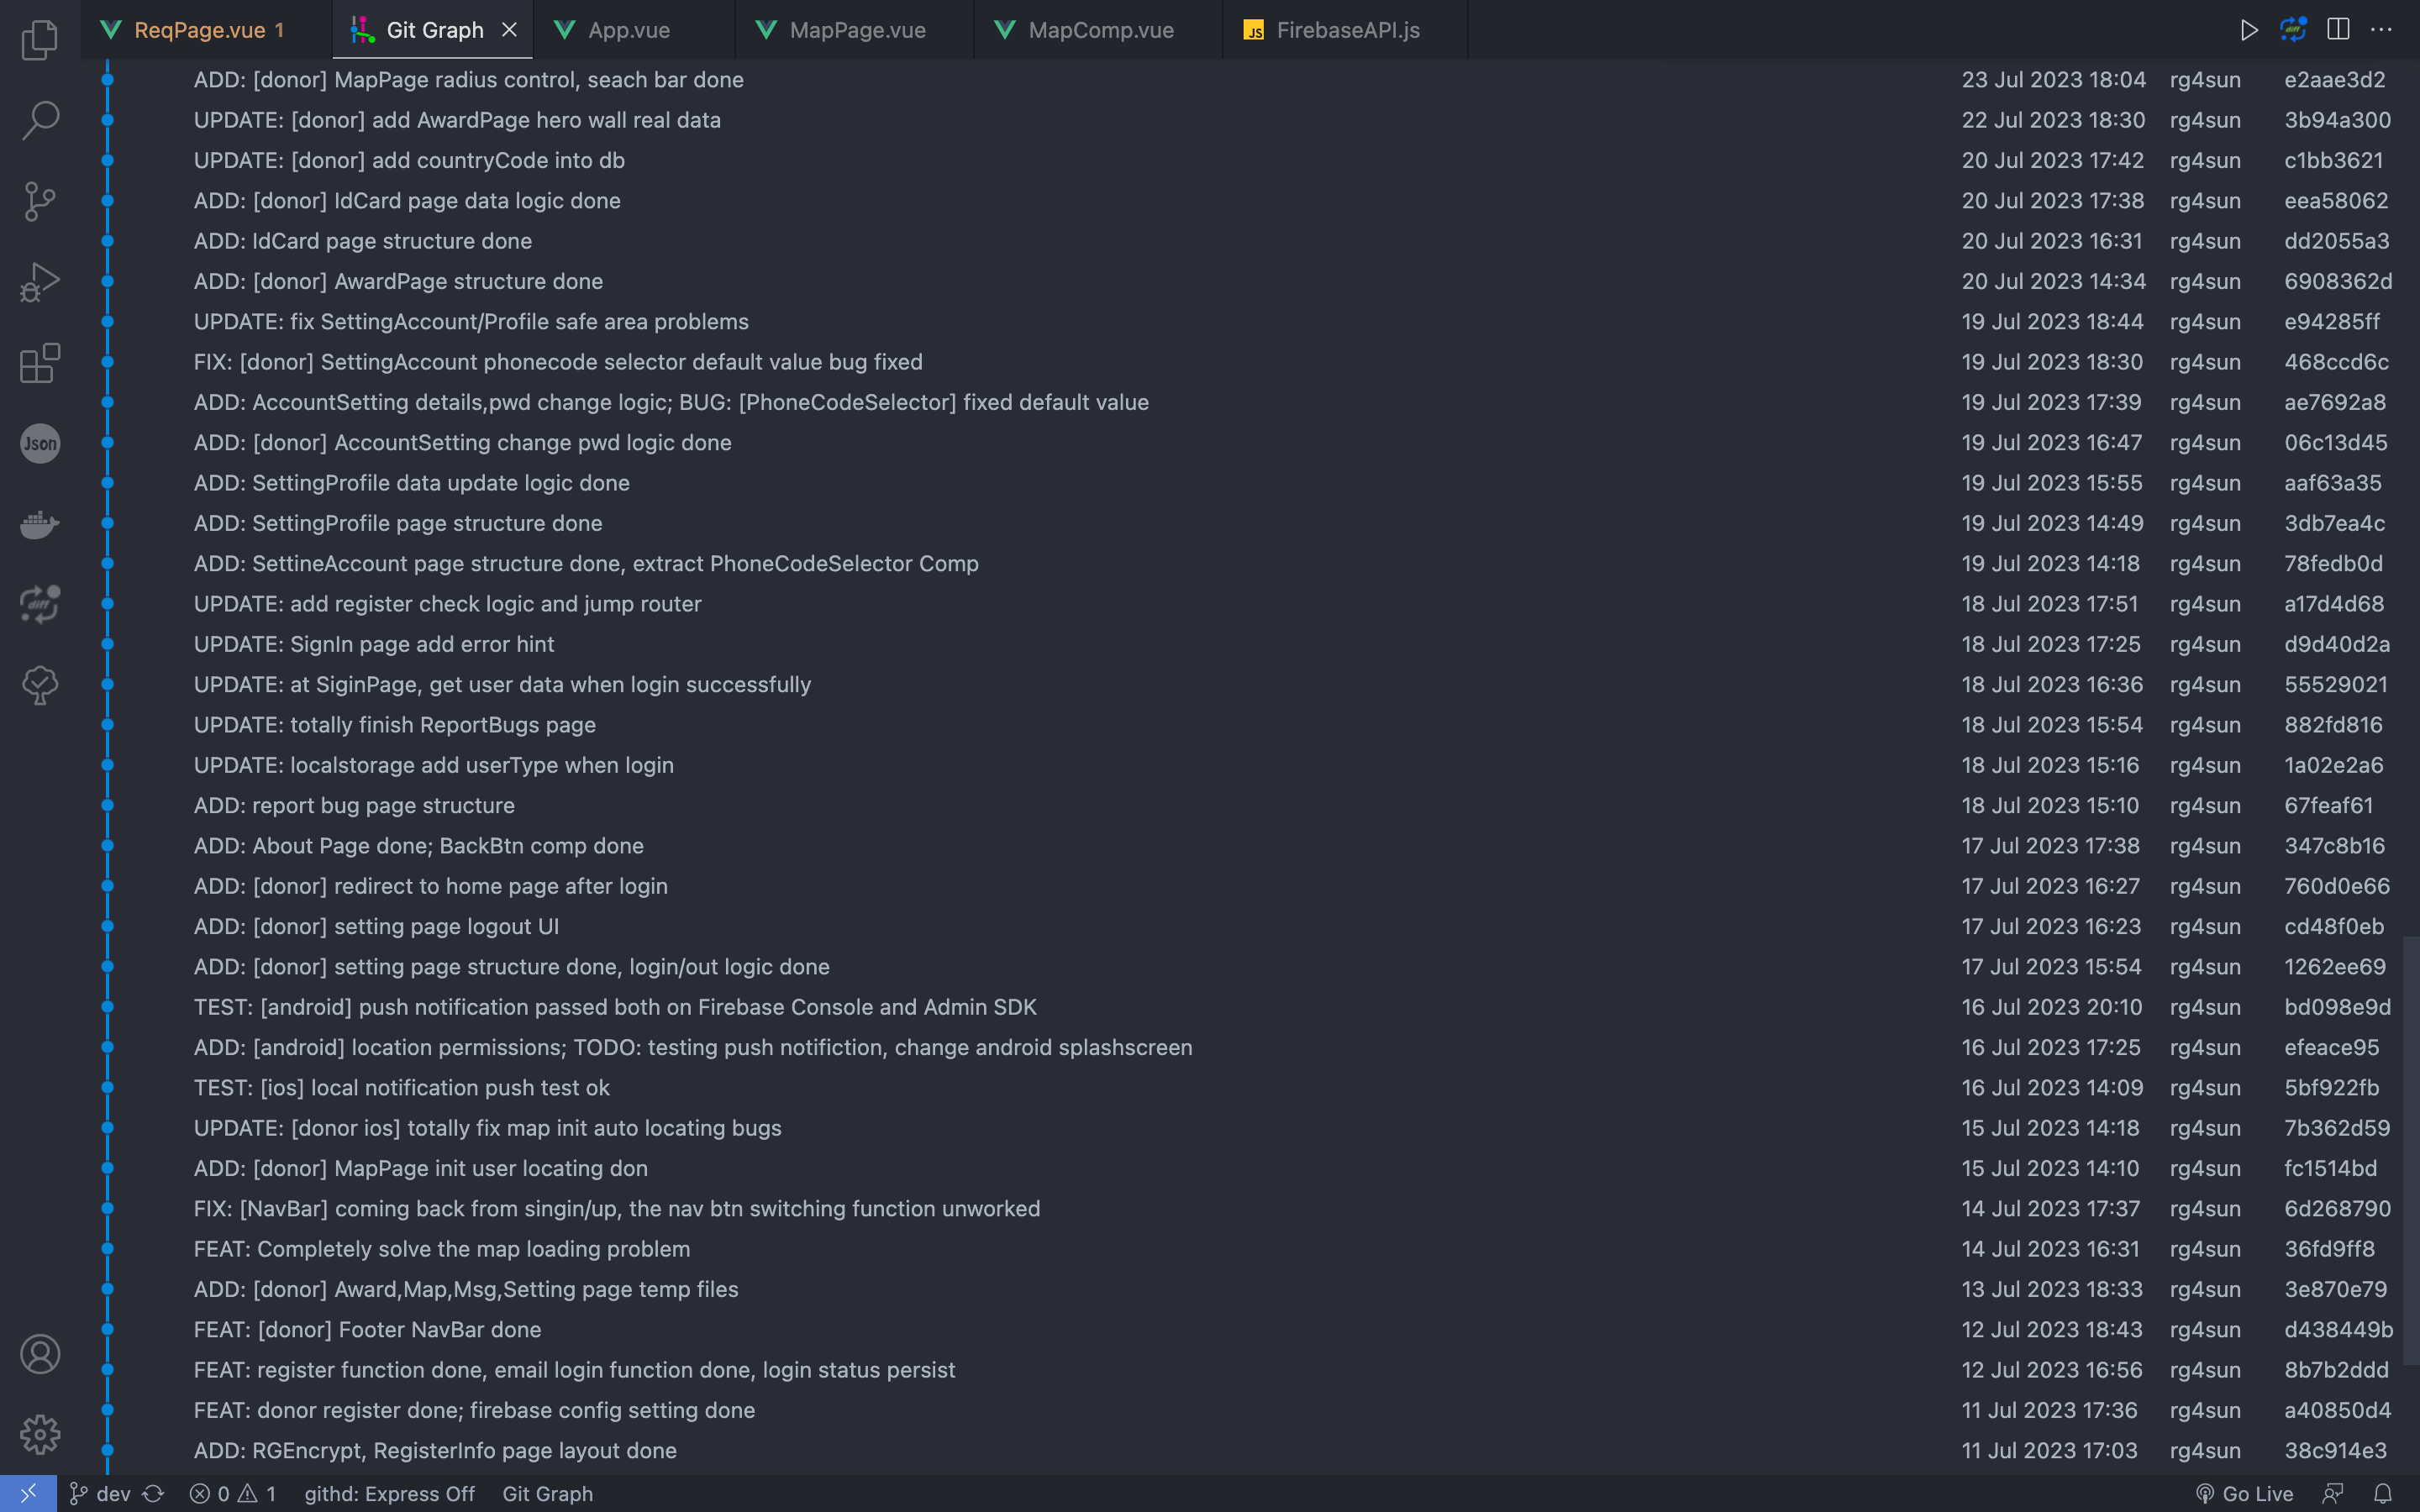 ReqPage.vue 1 Git Graph App.vue MapPage.vue MapComp.vue JS FirebaseAPI.js diff
ADD: [donor] MapPage radius control, seach bar done 23 Jul 2023 18:04 rg4sun e2aae3d2
UPDATE: [donor] add AwardPage hero wall real data 22 Jul 2023 18:30 rg4sun 3b94a300
UPDATE: [donor] add countryCode into db 20 Jul 2023 17:42 rg4sun c1bb3621
ADD: [donor] IdCard page data logic done 20 Jul 2023 17:38 rg4sun eea58062
ADD: IdCard page structure done 20 Jul 2023 16:31 rg4sun dd2055a3
ADD: [donor] AwardPage structure done 20 Jul 2023 14:34 rg4sun 6908362d
UPDATE: fix SettingAccount/Profile safe area problems 19 Jul 2023 18:44 rg4sun e94285ff
FIX: [donor] SettingAccount phonecode selector default value bug fixed 19 Jul 2023 18:30 rg4sun 468ccd6c
ADD: AccountSetting details,pwd change logic; BUG: [PhoneCodeSelector] fixed default value 19 Jul 2023 17:39 rg4sun ae7692a8
Json ADD: [donor] AccountSetting change pwd logic done 19 Jul 2023 16:47 rg4sun 06c13d45
ADD: SettingProfile data update logic done 19 Jul 2023 15:55 rg4sun aaf63a35
ADD: SettingProfile page structure done 19 Jul 2023 14:49 rg4sun 3db7ea4c
ADD: SettineAccount page structure done, extract PhoneCodeSelector Comp 19 Jul 2023 14:18 rg4sun 78fedb0d
diff UPDATE: add register check logic and jump router 18 Jul 2023 17:51 rg4sun a17d4d68
UPDATE: SignIn page add error hint 18 Jul 2023 17:25 rg4sun d9d40d2a
UPDATE: at SiginPage, get user data when login successfully 18 Jul 2023 16:36 rg4sun 55529021
UPDATE: totally finish ReportBugs page 18 Jul 2023 15:54 rg4sun 882fd816
UPDATE: localstorage add userType when login 18 Jul 2023 15:16 rg4sun 1a02e2a6
ADD: report bug page structure 18 Jul 2023 15:10 rg4sun 67feaf61
ADD: About Page done; BackBtn comp done 17 Jul 2023 17:38 rg4sun 347c8b16
ADD: [donor] redirect to home page after login 17 Jul 2023 16:27 rg4sun 760d0e66
ADD: [donor] setting page logout UI 17 Jul 2023 16:23 rg4sun cd48f0eb
ADD: [donor] setting page structure done, login/out logic done 17 Jul 2023 15:54 rg4sun 1262ee69
TEST: [android] push notification passed both on Firebase Console and Admin SDK 16 Jul 2023 20:10 rg4sun bd098e9d
ADD: [android] location permissions; TODO: testing push notifiction, change android splashscreen 16 Jul 2023 17:25 rg4sun efeace95
TEST: [ios] local notification push test ok 16 Jul 2023 14:09 rg4sun 5bf922fb
UPDATE: [donor ios] totally fix map init auto locating bugs 15 Jul 2023 14:18 rg4sun 7b362d59
ADD: [donor] MapPage init user locating don 15 Jul 2023 14:10 rg4sun fc1514bd
FIX: [NavBar] coming back from singin/up, the nav btn switching function unworked 14 Jul 2023 17:37 rg4sun 6d268790
FEAT: Completely solve the map loading problem 14 Jul 2023 16:31 rg4sun 36fd9ff8
ADD: [donor] Award,Map,Msg,Setting page temp files 13 Jul 2023 18:33 rg4sun 3e870e79
FEAT: [donor] Footer NavBar done 12 Jul 2023 18:43 rg4sun d438449b
FEAT: register function done, email login function done, login status persist 12 Jul 2023 16:56 rg4sun 8b7b2ddd
FEAT: donor register done; firebase config setting done 11 Jul 2023 17:36 rg4sun a40850d4
ADD: RGEncrypt, RegisterInfo page layout done 11 Jul 2023 17:03 rg4sun 38c914e3
dev 0 1 githd: Express Off Git Graph Go Live